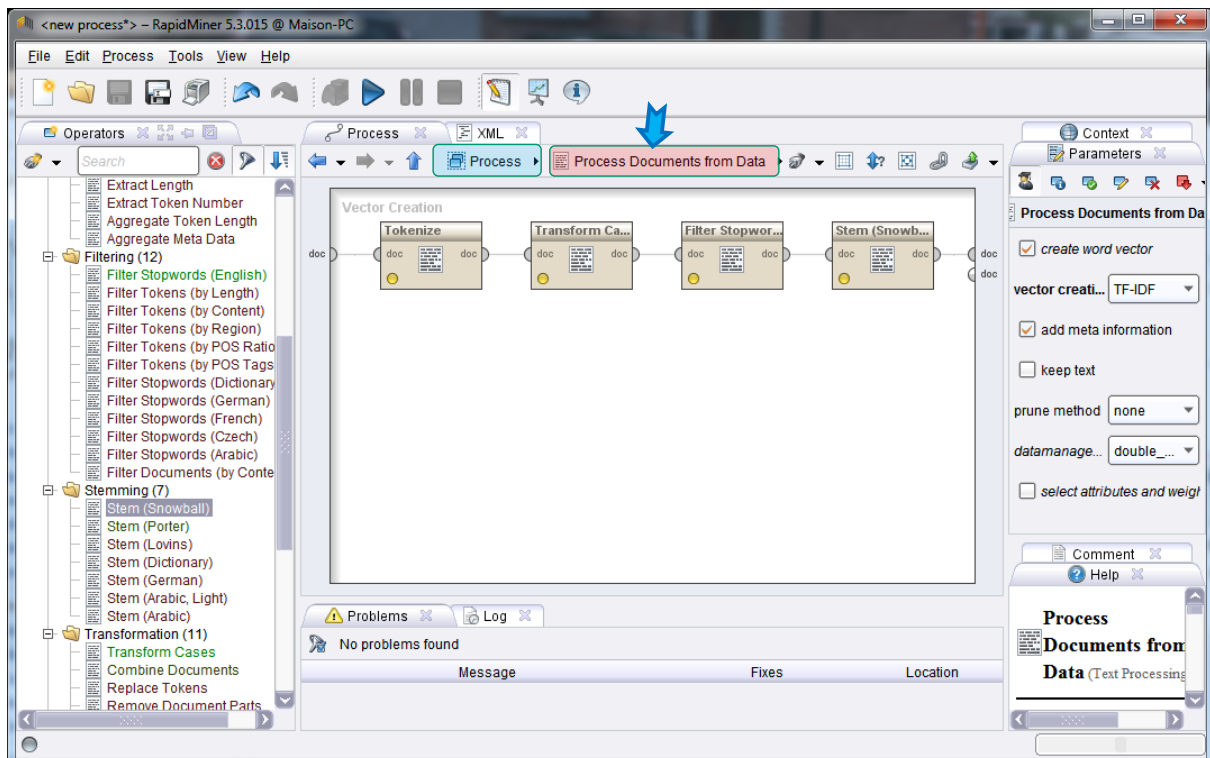 <new process*> – RapidMiner 5.3.015 @ Maison-PC
File Edit Process Tools View Help
Operators
Search
Extract Length
Extract Token Number
Aggregate Token Length
Aggregate Meta Data
Filtering (12)
Filter Stopwords (English)
Filter Tokens (by Length)
Filter Tokens (by Content)
Filter Tokens (by Region)
Filter Tokens (by POS Ratio
Filter Tokens (by POS Tags
Filter Stopwords (Dictionary
Filter Stopwords (German)
Filter Stopwords (French)
Filter Stopwords (Czech)
Filter Stopwords (Arabic)
Filter Documents (by Conte
Stemming (7)
Stem (Snowball)
Stem (Porter)
Stem (Lovins)
Stem (Dictionary)
Stem (German)
Stem (Arabic, Light)
Stem (Arabic)
Transformation (11)
Transform Cases
Combine Documents
Replace Tokens
Remove Document Parts
Process XML
Process Process Documents from Data
Vector Creation
Tokenize Transform Ca... Filter Stopwor... Stem (Snowb...
doc doc doc doc doc doc doc doc doc doc
doc
Problems Log
No problems found
Message Fixes Location
Context
Parameters
Process Documents from Da
create word vector
vector creati... TF-IDF
add meta information
keep text
prune method none
datamanage... double_...
select attributes and weigh
Comment
Help
Process
Documents from
Data (Text Processing